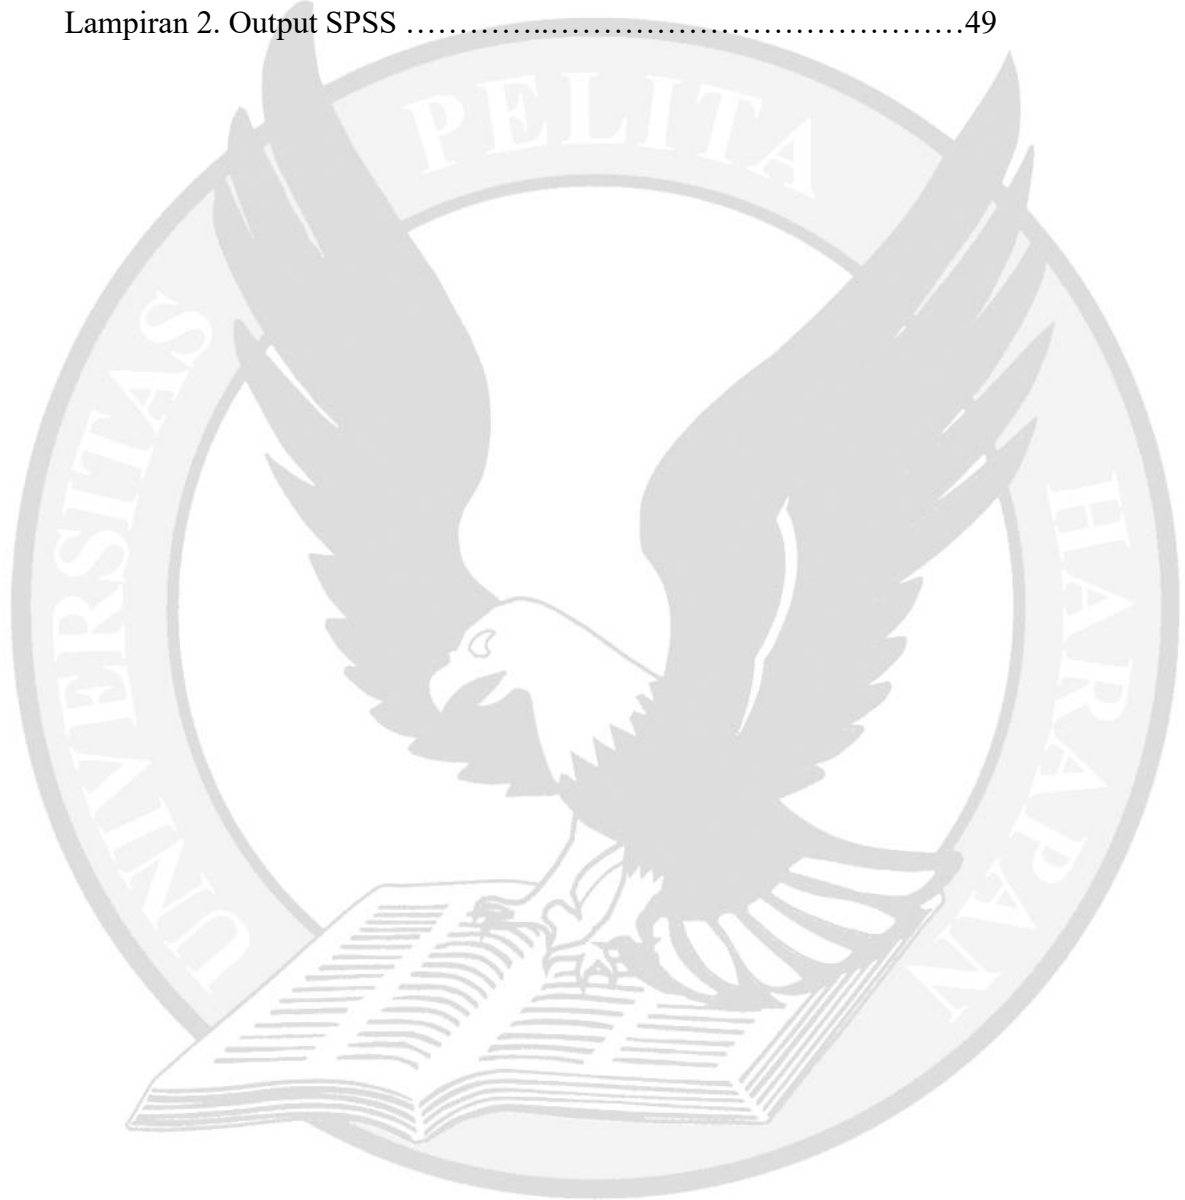 Lampiran 2. Output SPSS …………..…………………………………49
UNIVERSITAS PELITA HARAPAN